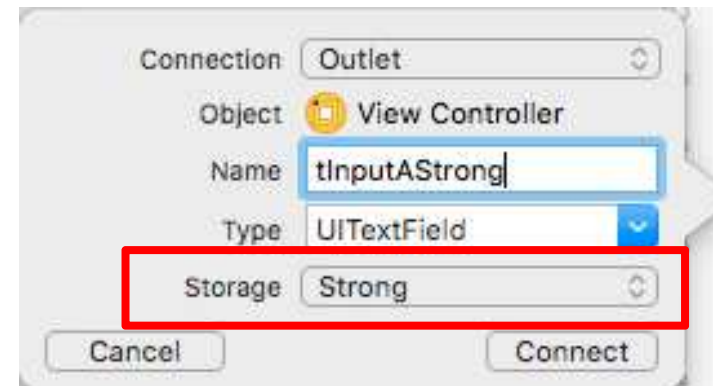 Connection Outlet
Object View Controller
Name tInputAStrong
Type UITextField
Storage Strong
Cancel Connect